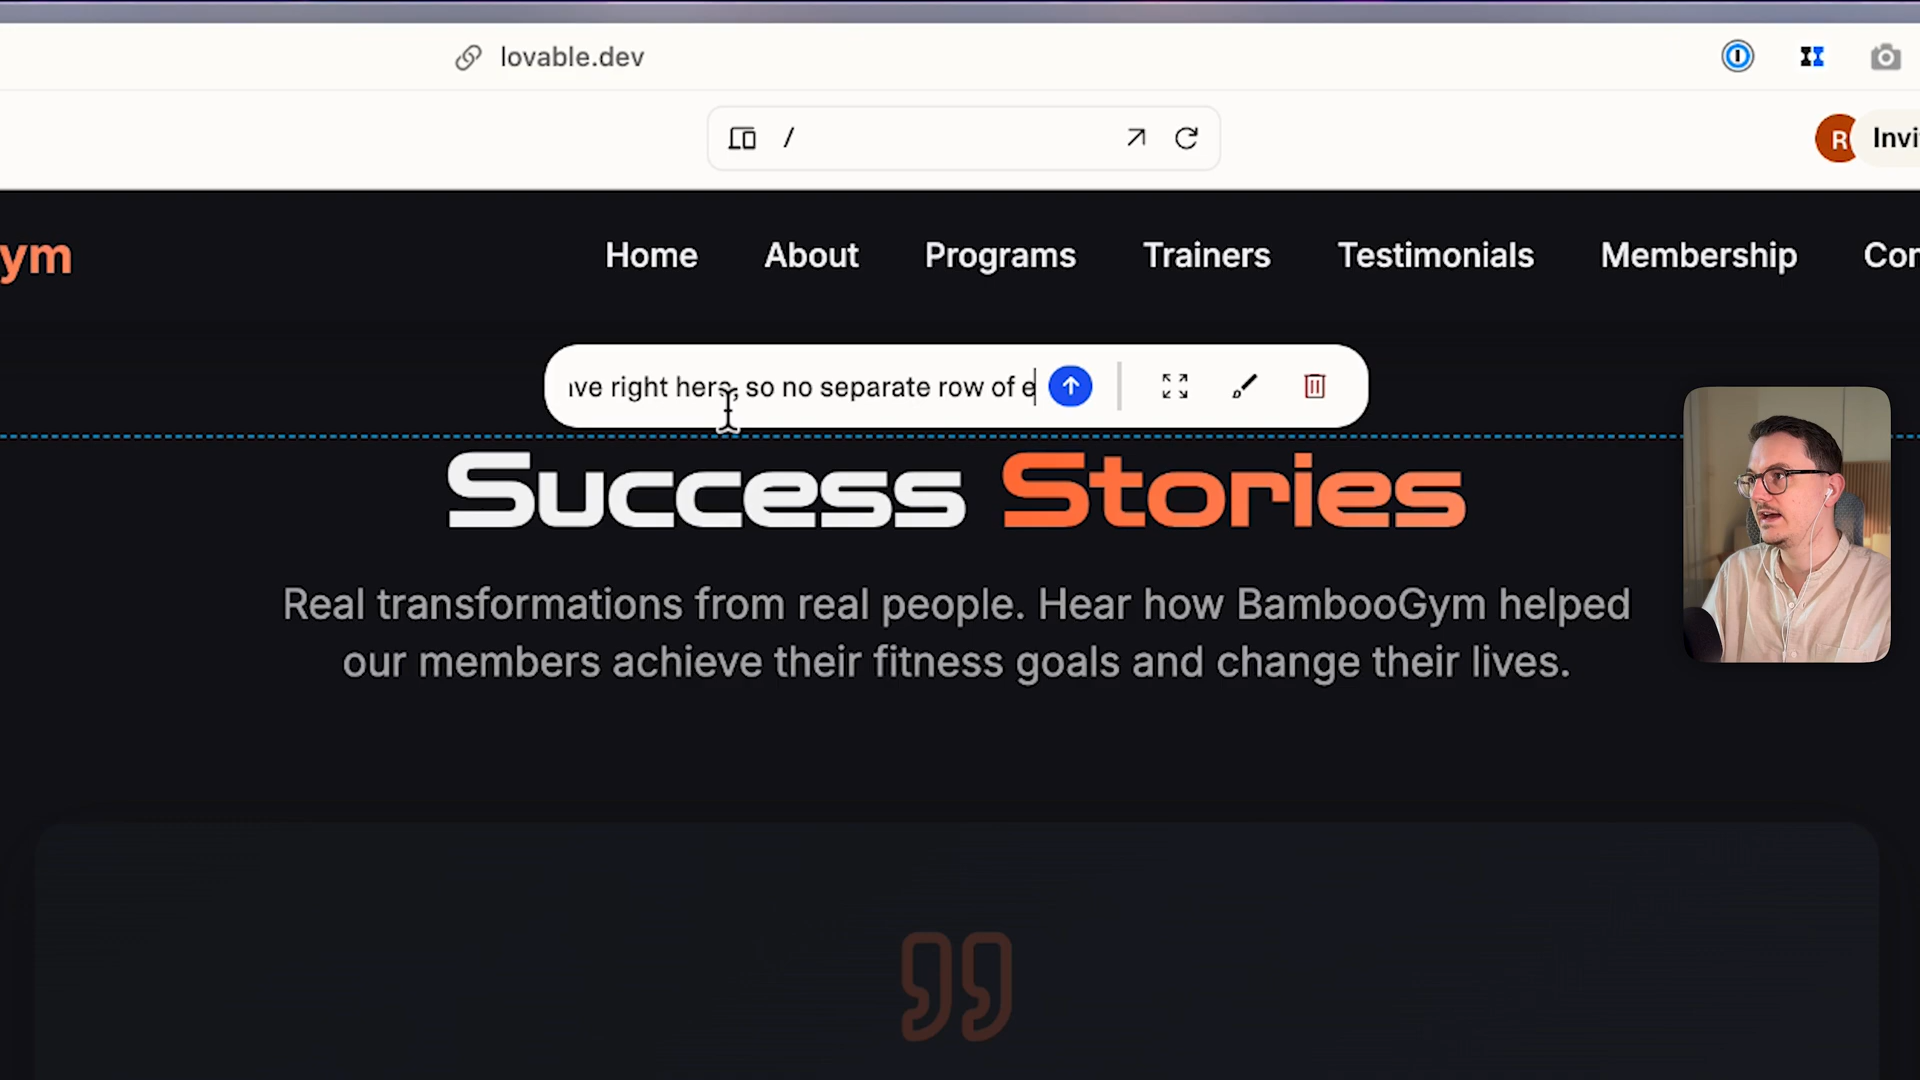 lovable.dev
/
R Invi
ym Home About Programs Trainers Testimonials Membership Con
ve right here, so no separate row of e
Success Stories
Real transformations from real people. Hear how BambooGym helped
our members achieve their fitness goals and change their lives.